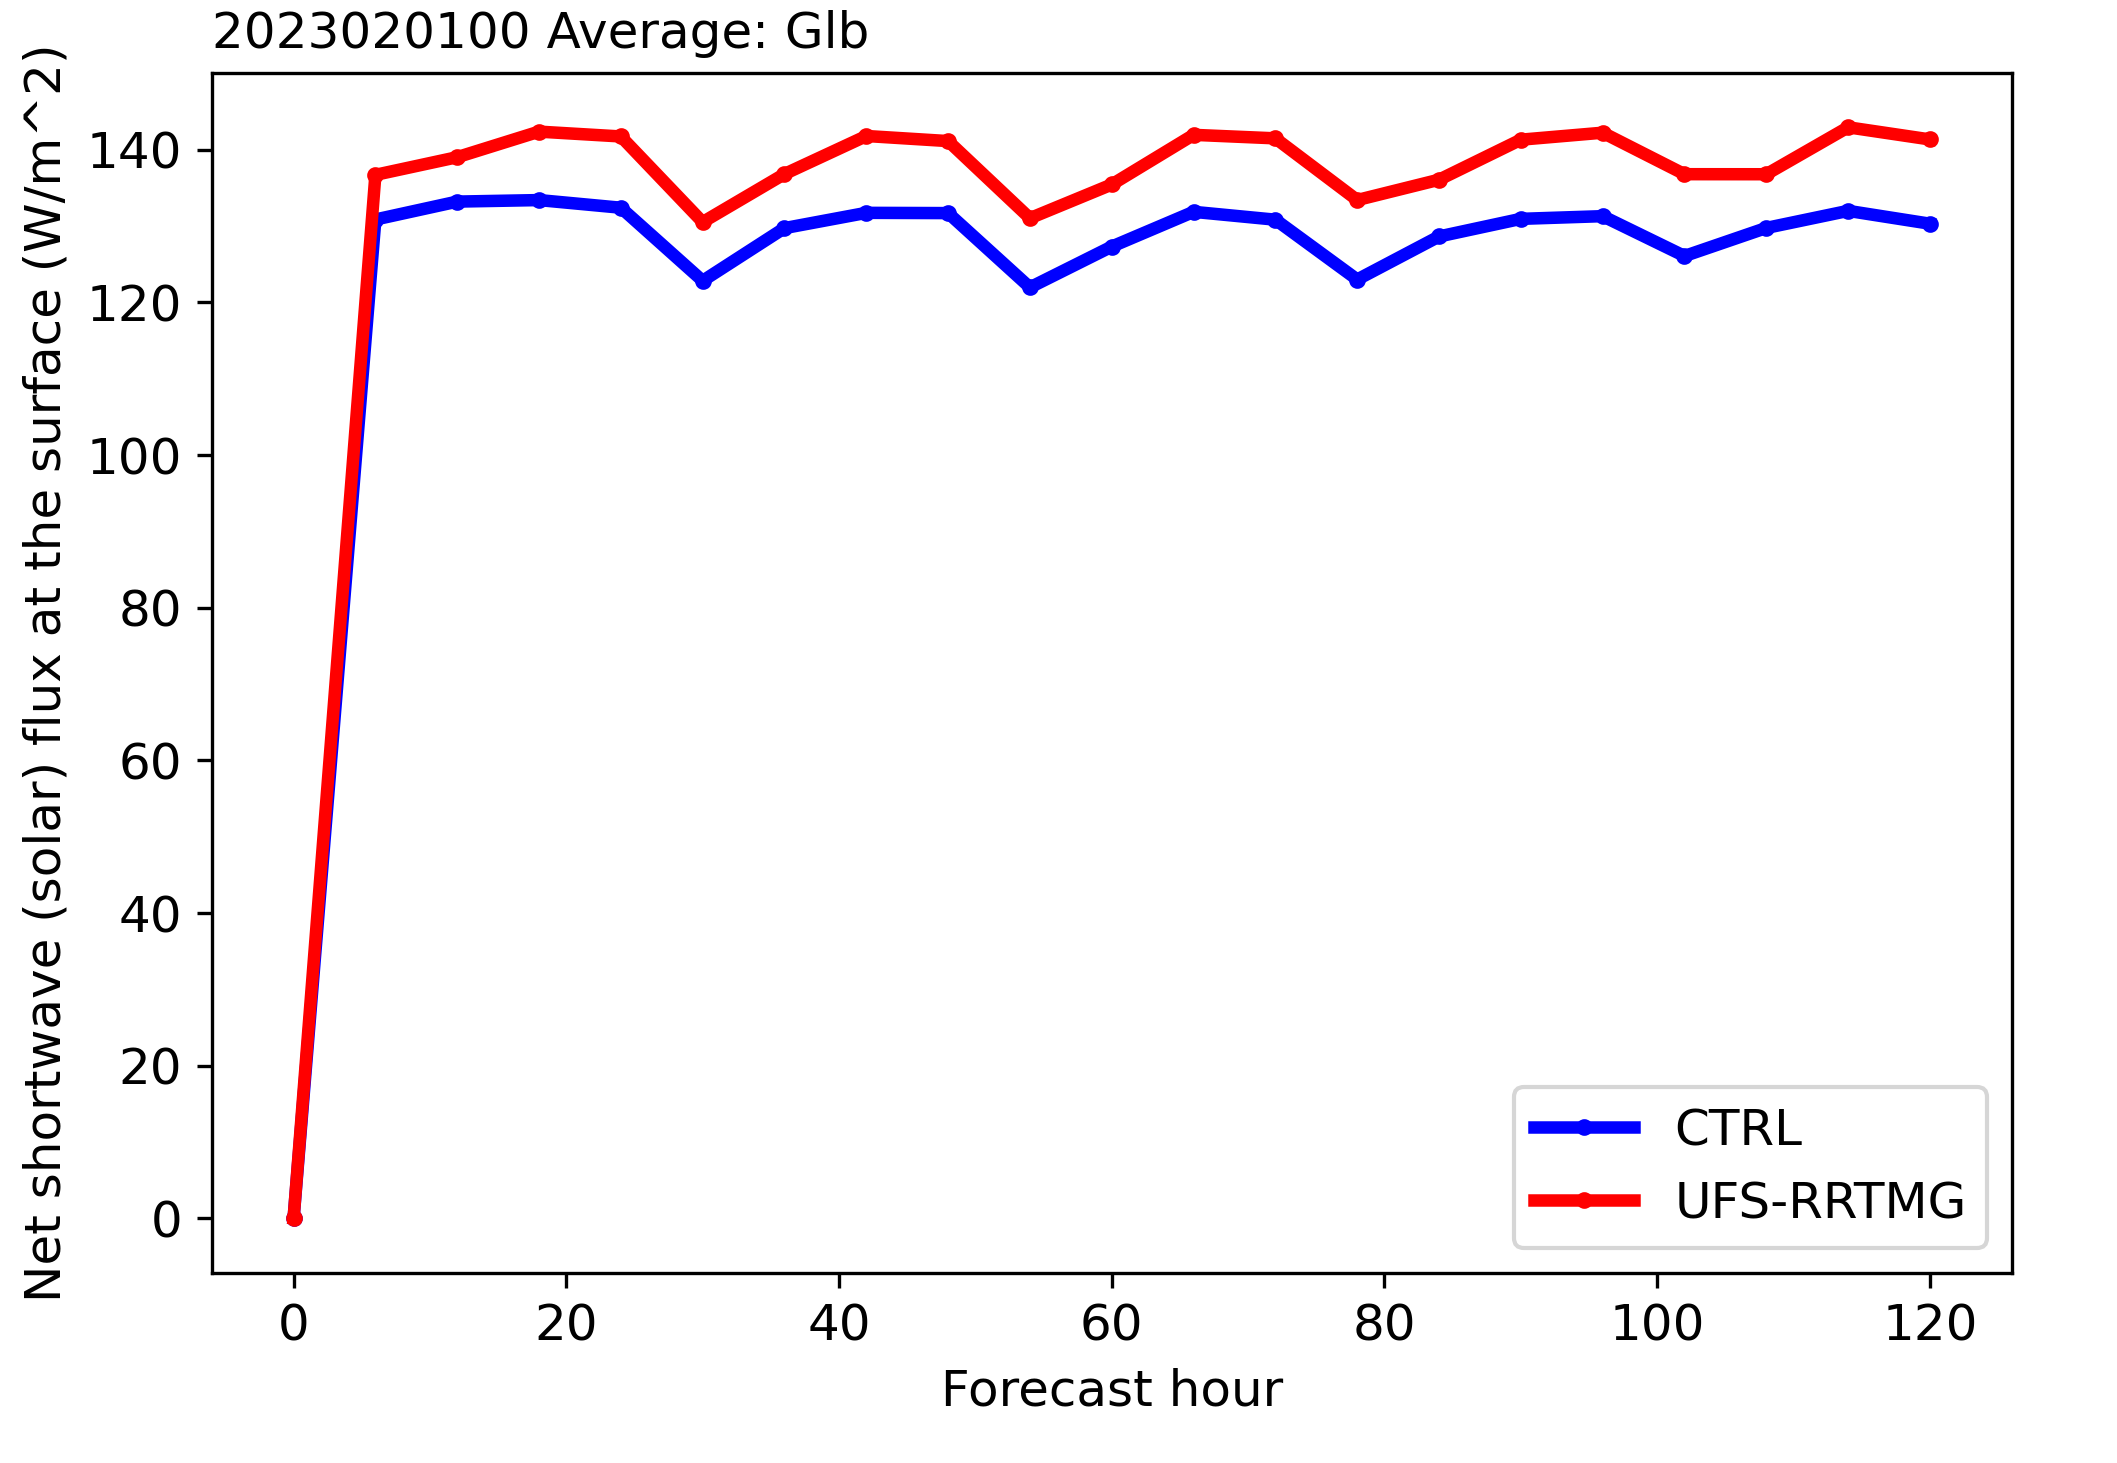 2023020100 Average: Glb
Net shortwave (solar) flux at the surface (W/m^2)
140
120
100
80
60
40
20
0
0 20 40 60 80 100 120
Forecast hour
CTRL
UFS-RRTMG